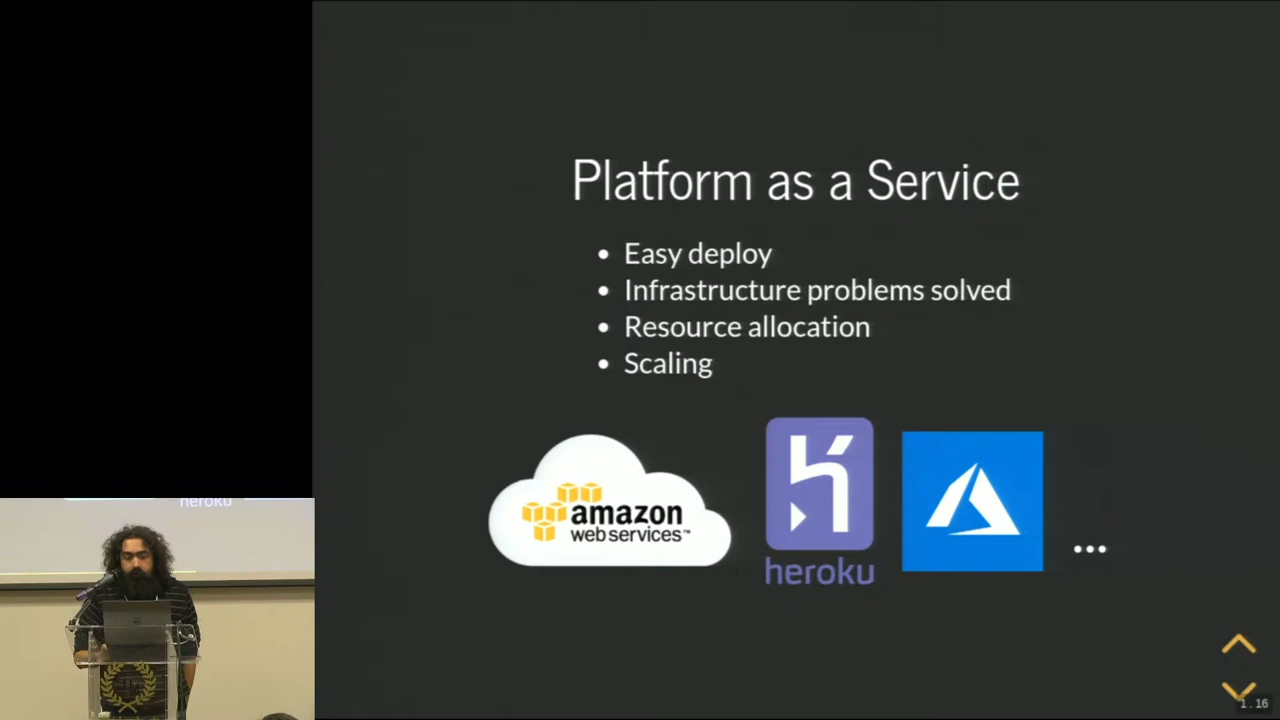 Platform as a Service
Easy deploy
Infrastructure problems solved
Resource allocation
Scaling
amazon
web services™
heroku
...
1.16
heroku